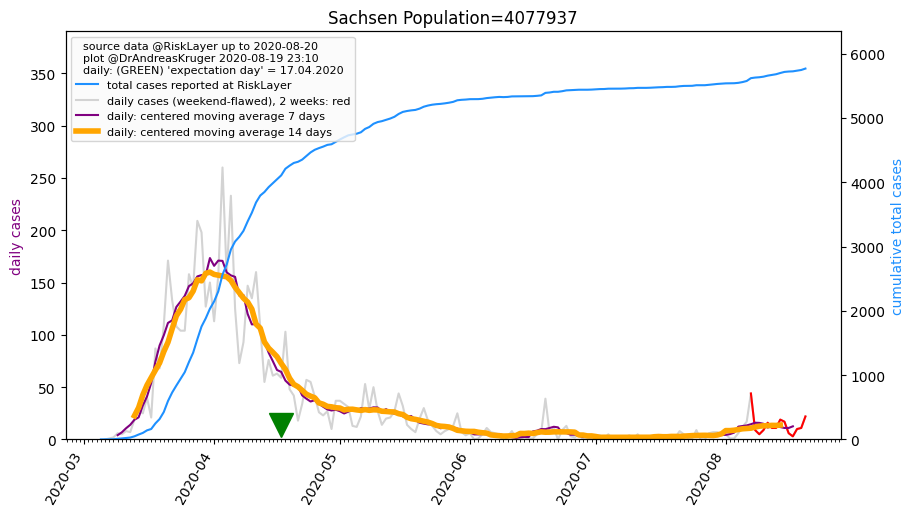 Sachsen Population=4077937
source data @RiskLayer up to 2020-08-20
plot @DrAndreasKruger 2020-08-19 23:10
daily: (GREEN) 'expectation day' = 17.04.2020
total cases reported at RiskLayer
daily cases (weekend-flawed), 2 weeks: red
daily: centered moving average 7 days
daily: centered moving average 14 days
daily cases
350
300
250
200
150
100
50
0
cumulative total cases
6000
5000
4000
3000
2000
1000
0
2020-03
2020-04
2020-05
2020-06
2020-07
2020-08